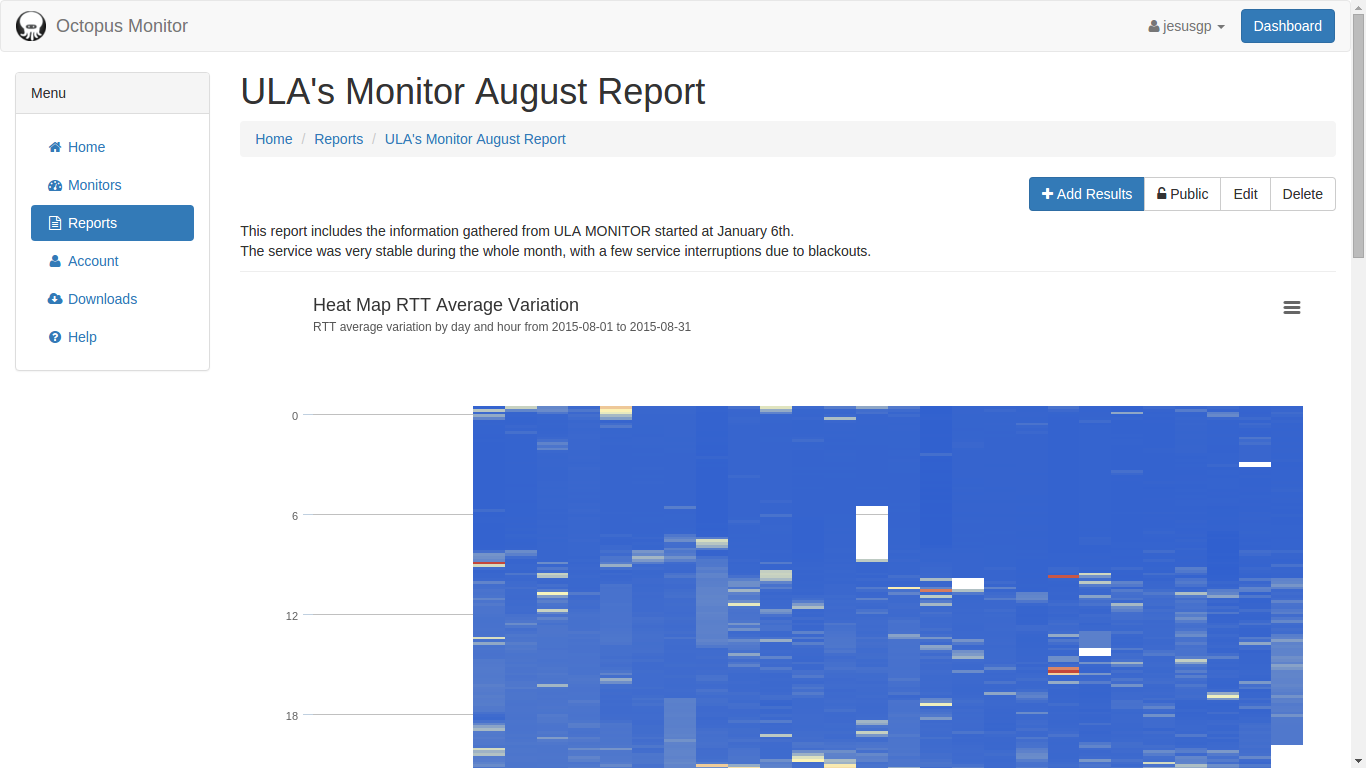 Octopus Monitor
jesusgp
Dashboard
Menu
Home
Monitors
Reports
Account
Downloads
Help
ULA's Monitor August Report
Home / Reports / ULA's Monitor August Report
Add Results Public Edit Delete
This report includes the information gathered from ULA MONITOR started at January 6th.
The service was very stable during the whole month, with a few service interruptions due to blackouts.
Heat Map RTT Average Variation
RTT average variation by day and hour from 2015-08-01 to 2015-08-31
0
6
12
18